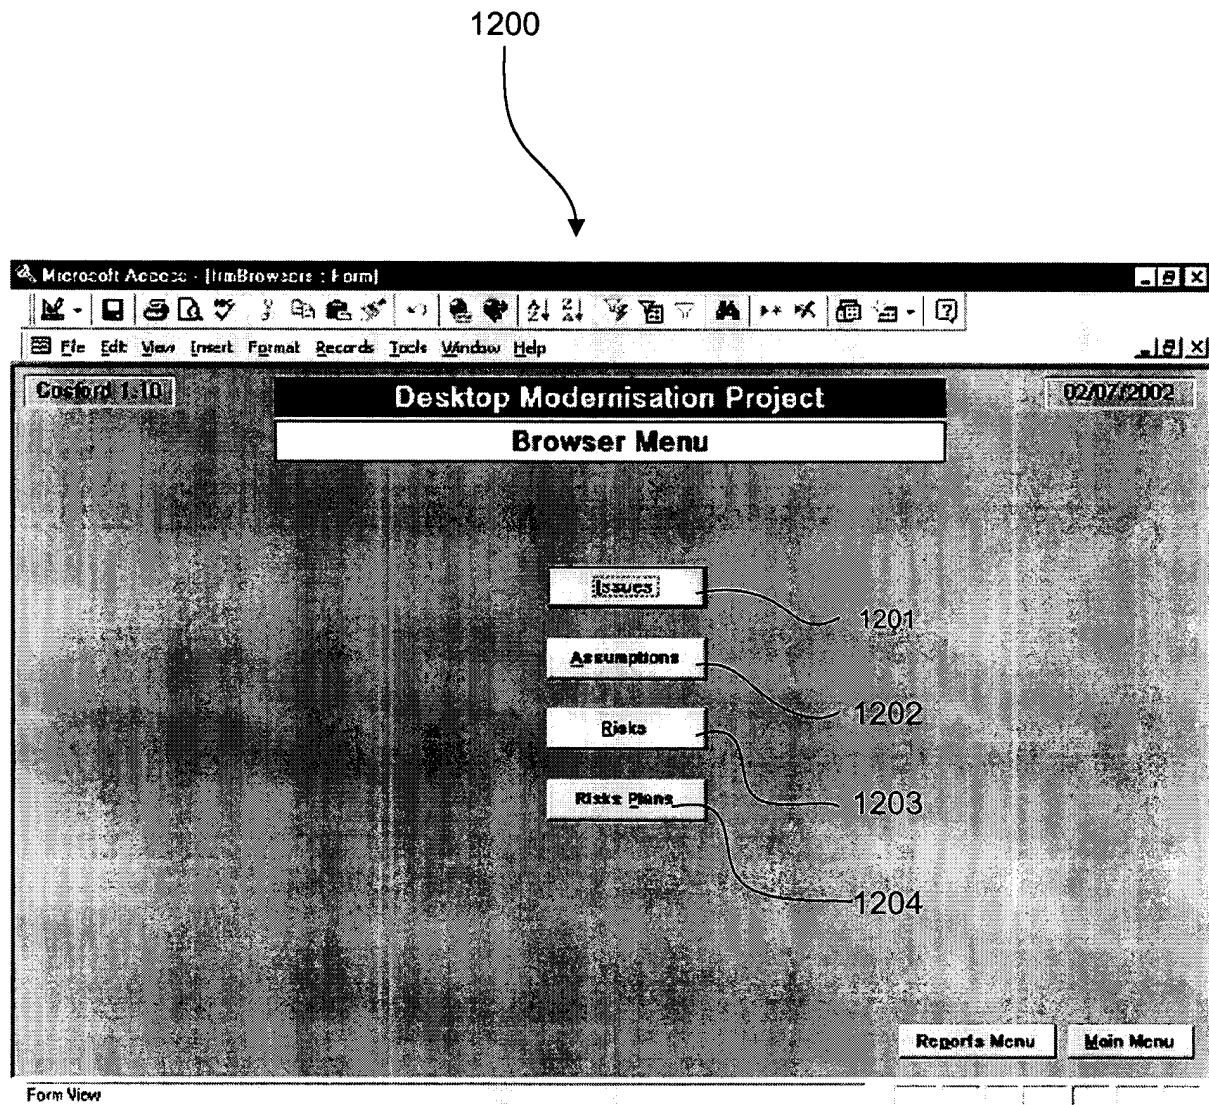 1200
Microsoft Access - [frmBrowsers : Form]
File Edit View Insert Format Records Tools Window Help
Cosford 1.10
Desktop Modernisation Project
02/07/2002
Browser Menu
Issues
1201
Assumptions
1202
Risks
1203
Risks Plans
1204
Reports Menu
Main Menu
Form View